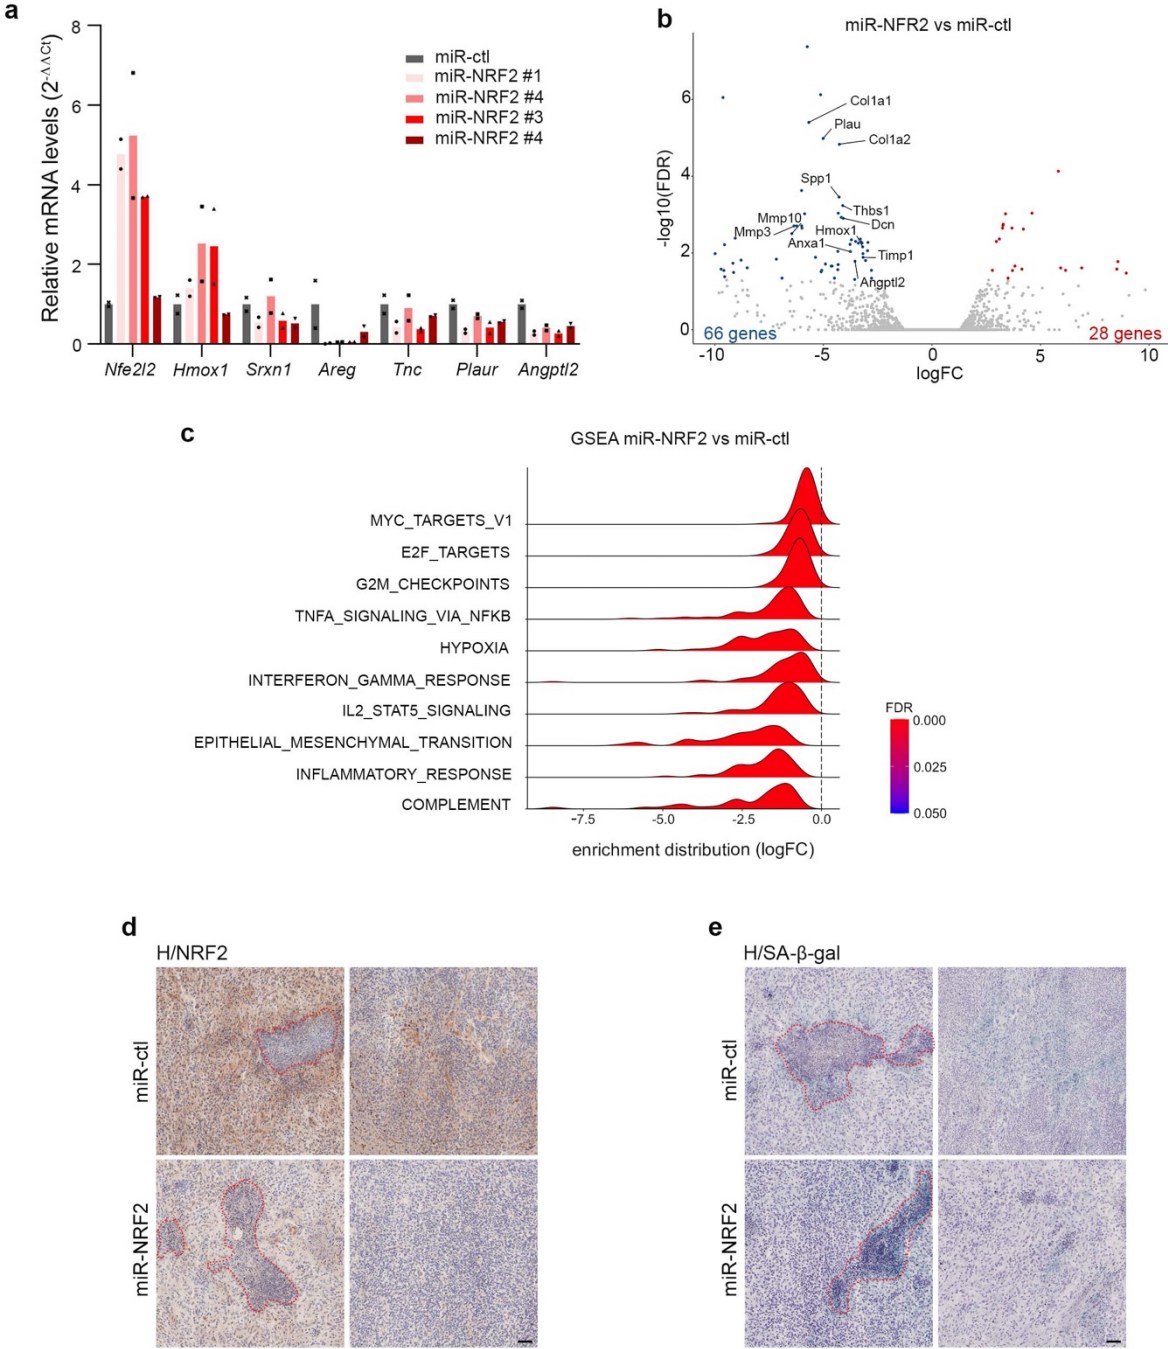 a
8
6
4
2
0
Relative mRNA levels (2^-ΛΛCt)
miR-ctl
miR-NRF2 #1
miR-NRF2 #4
miR-NRF2 #3
miR-NRF2 #4
Nfe2l2 Hmox1 Srxn1 Areg Tnc Plaur Angptl2
b
miR-NFR2 vs miR-ctl
-log10(FDR)
6
4
2
0
Col1a1
Plau
Col1a2
Spp1
Thbs1
Mmp10
Dcn
Mmp3
Hmox1
Anxa1
Timp1
Angptl2
66 genes
28 genes
-10 -5 0 5 10
logFC
c
GSEA miR-NRF2 vs miR-ctl
MYC_TARGETS_V1
E2F_TARGETS
G2M_CHECKPOINTS
TNFA_SIGNALING_VIA_NFKB
HYPOXIA
INTERFERON_GAMMA_RESPONSE
IL2_STAT5_SIGNALING
EPITHELIAL_MESENCHYMAL_TRANSITION
INFLAMMATORY_RESPONSE
COMPLEMENT
-7.5 -5.0 -2.5 0.0
enrichment distribution (logFC)
FDR
0.000
0.025
0.050
d
H/NRF2
miR-ctl
miR-NRF2
e
H/SA-β-gal
miR-ctl
miR-NRF2